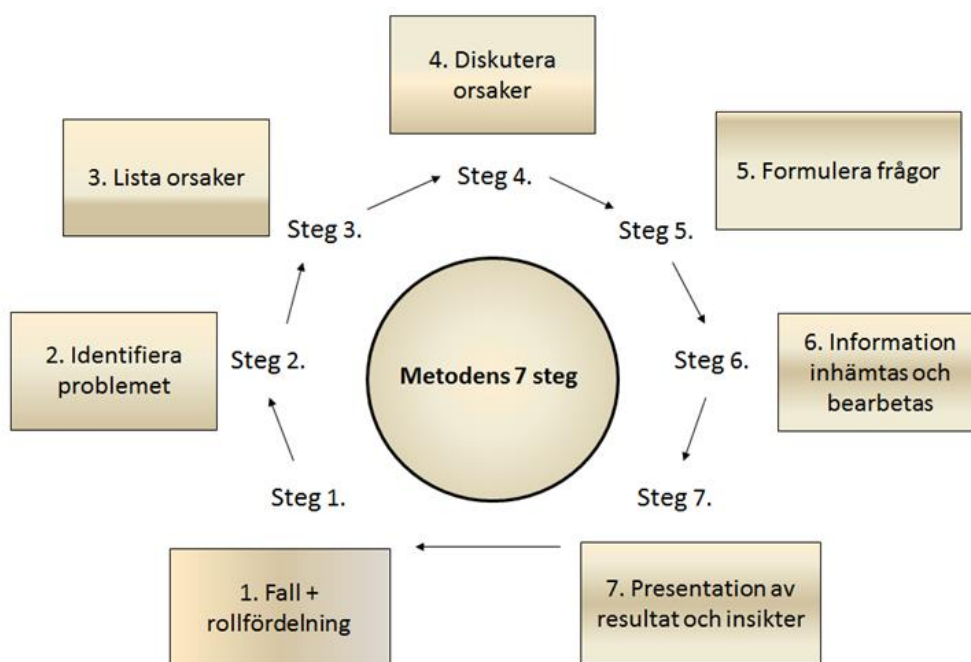 4. Diskutera
orsaker
3. Lista orsaker
5. Formulera frågor
Steg 4.
Steg 3.
Steg 5.
2. Identifiera
problemet
Steg 2.
Metodens 7 steg
Steg 6.
6. Information
inhämtas och
bearbetas
Steg 1.
Steg 7.
1. Fall +
rollfördelning
7. Presentation av
resultat och insikter